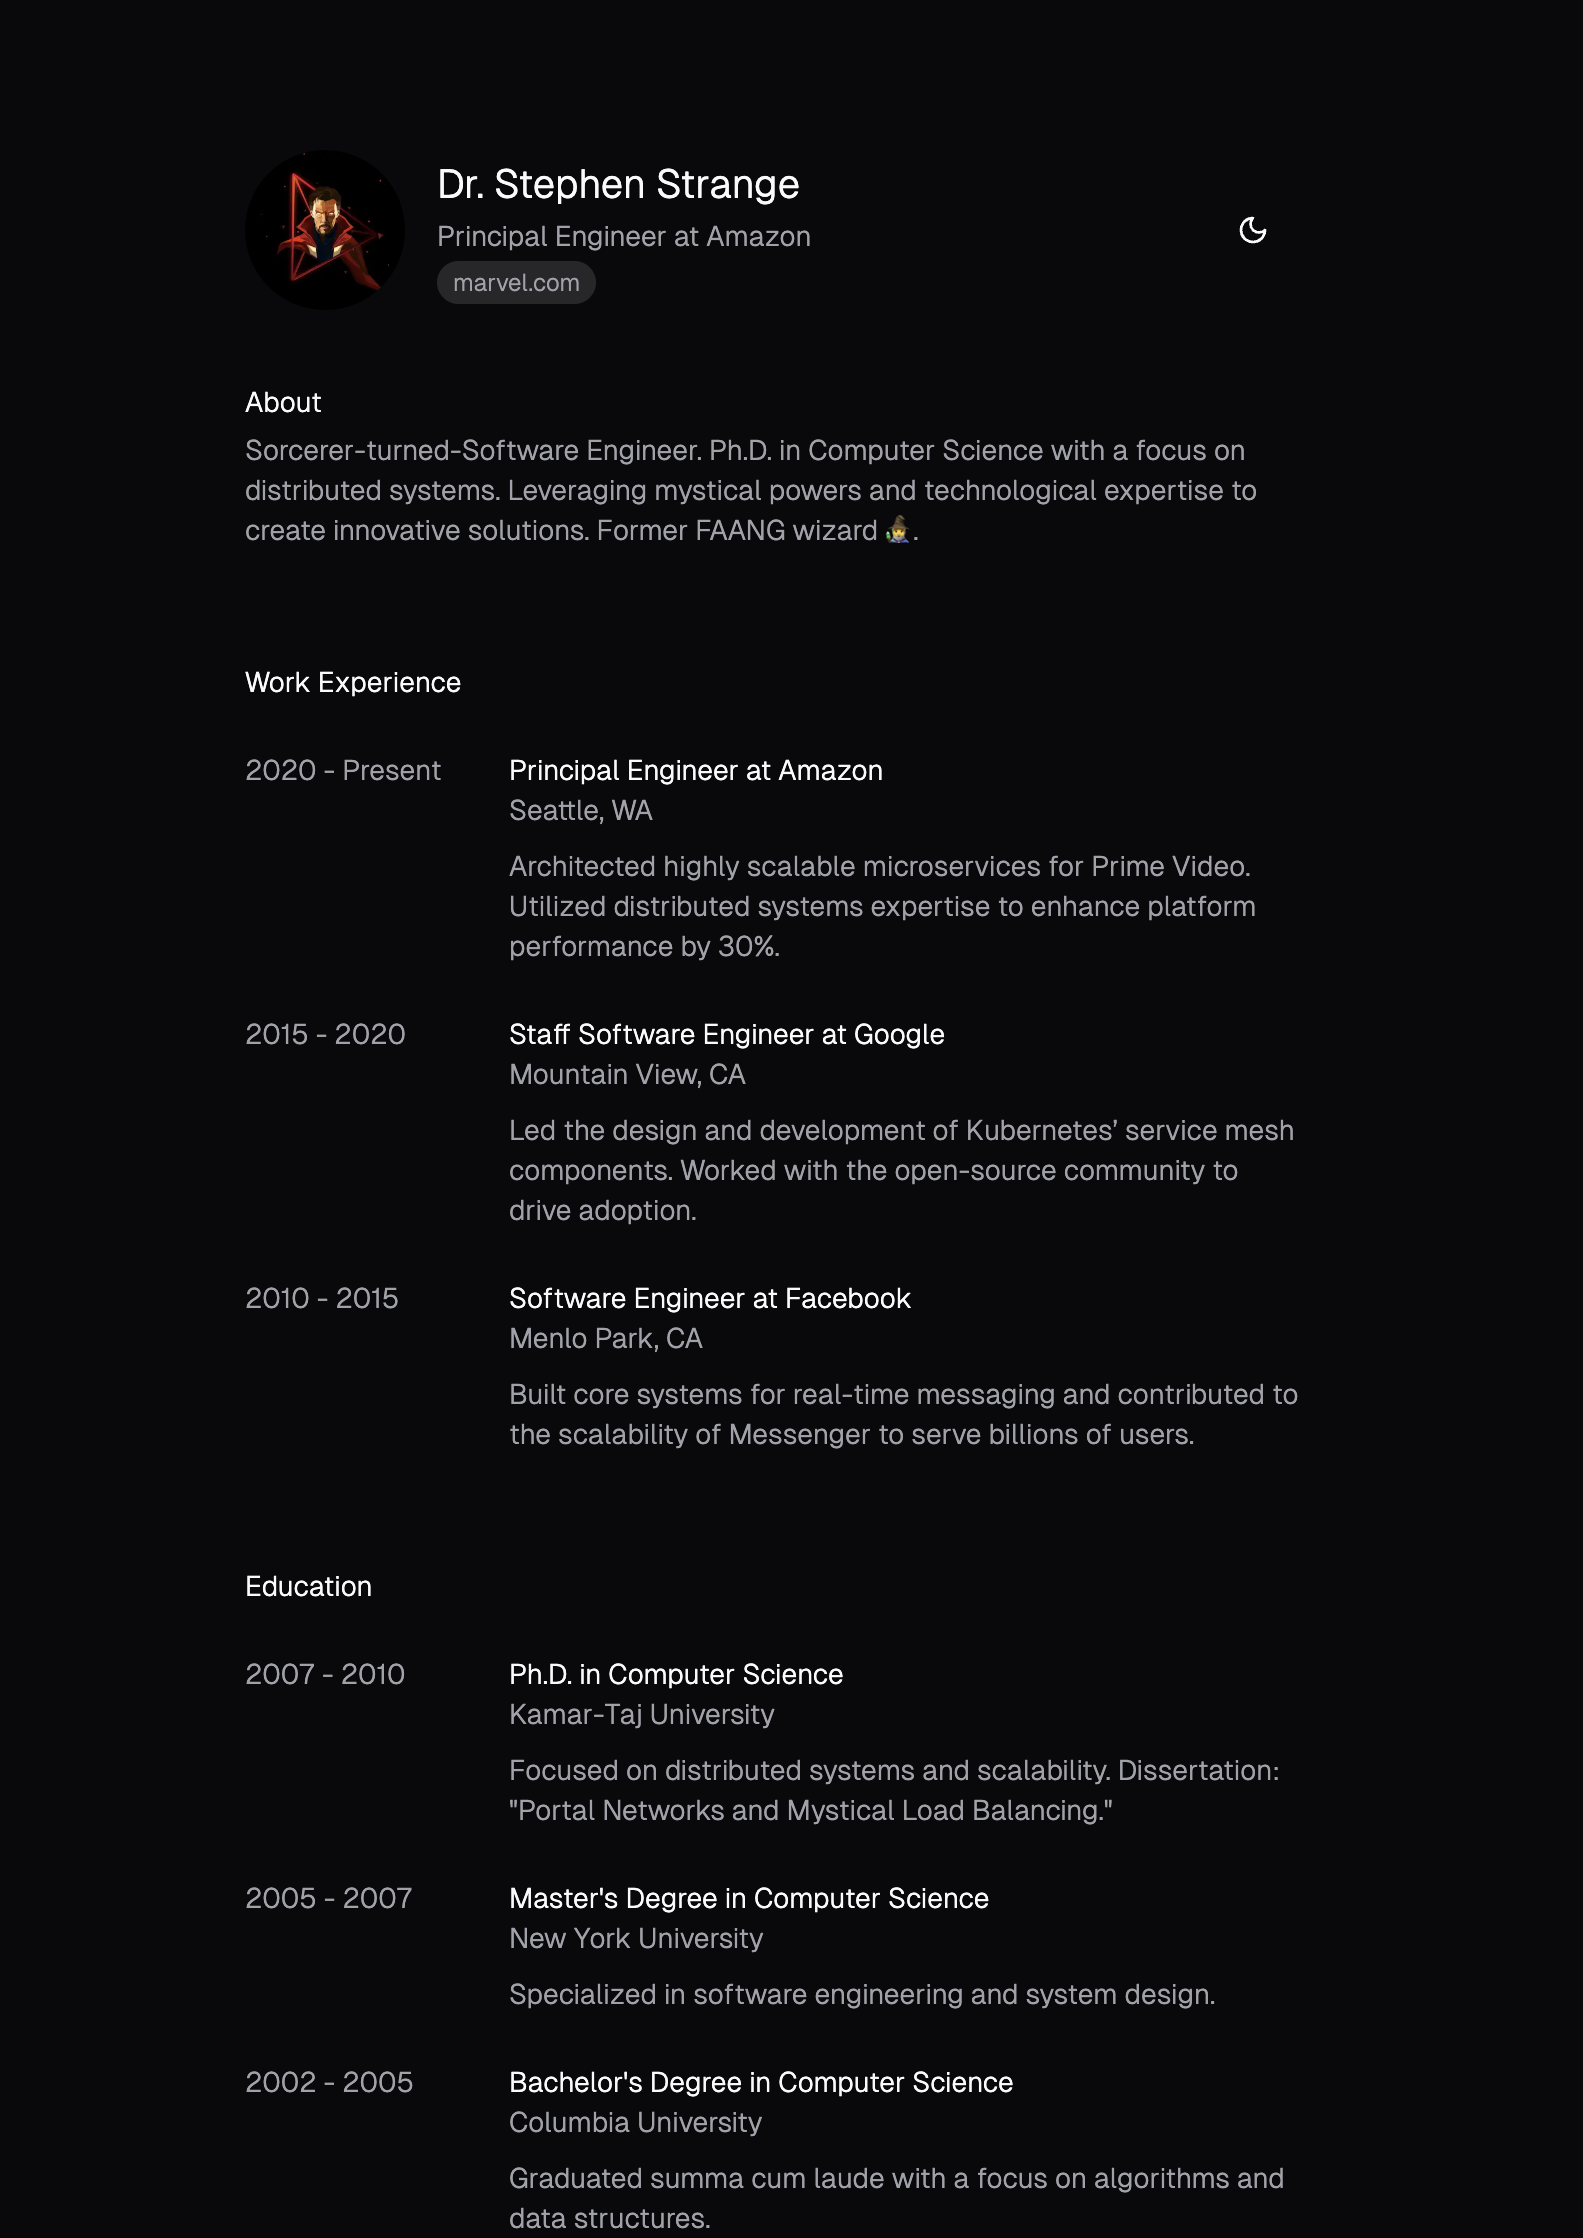 Dr. Stephen Strange
Principal Engineer at Amazon
marvel.com
About
Sorcerer-turned-Software Engineer. Ph.D. in Computer Science with a focus on
distributed systems. Leveraging mystical powers and technological expertise to
create innovative solutions. Former FAANG wizard 🧙‍♂️.
Work Experience
2020 - Present
Principal Engineer at Amazon
Seattle, WA
Architected highly scalable microservices for Prime Video.
Utilized distributed systems expertise to enhance platform
performance by 30%.
2015 - 2020
Staff Software Engineer at Google
Mountain View, CA
Led the design and development of Kubernetes’ service mesh
components. Worked with the open-source community to
drive adoption.
2010 - 2015
Software Engineer at Facebook
Menlo Park, CA
Built core systems for real-time messaging and contributed to
the scalability of Messenger to serve billions of users.
Education
2007 - 2010
Ph.D. in Computer Science
Kamar-Taj University
Focused on distributed systems and scalability. Dissertation:
"Portal Networks and Mystical Load Balancing."
2005 - 2007
Master's Degree in Computer Science
New York University
Specialized in software engineering and system design.
2002 - 2005
Bachelor's Degree in Computer Science
Columbia University
Graduated summa cum laude with a focus on algorithms and
data structures.